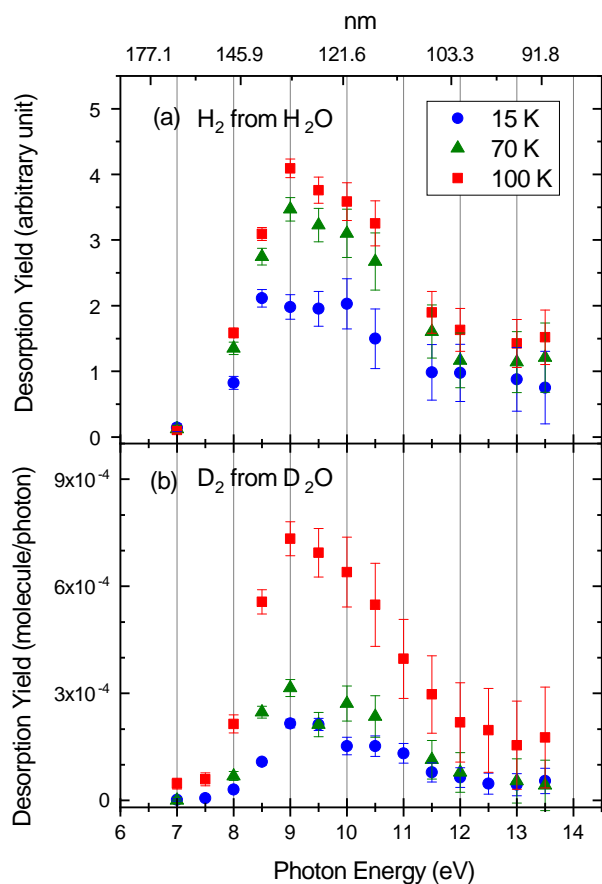 nm
177.1 145.9 121.6 103.3 91.8
(a) H2 from H2O
15 K
70 K
100 K
5
4
3
2
1
0
Desorption Yield (arbitrary unit)
(b) D2 from D2O
9x10-4
6x10-4
3x10-4
0
Desorption Yield (molecule/photon)
6 7 8 9 10 11 12 13 14
Photon Energy (eV)